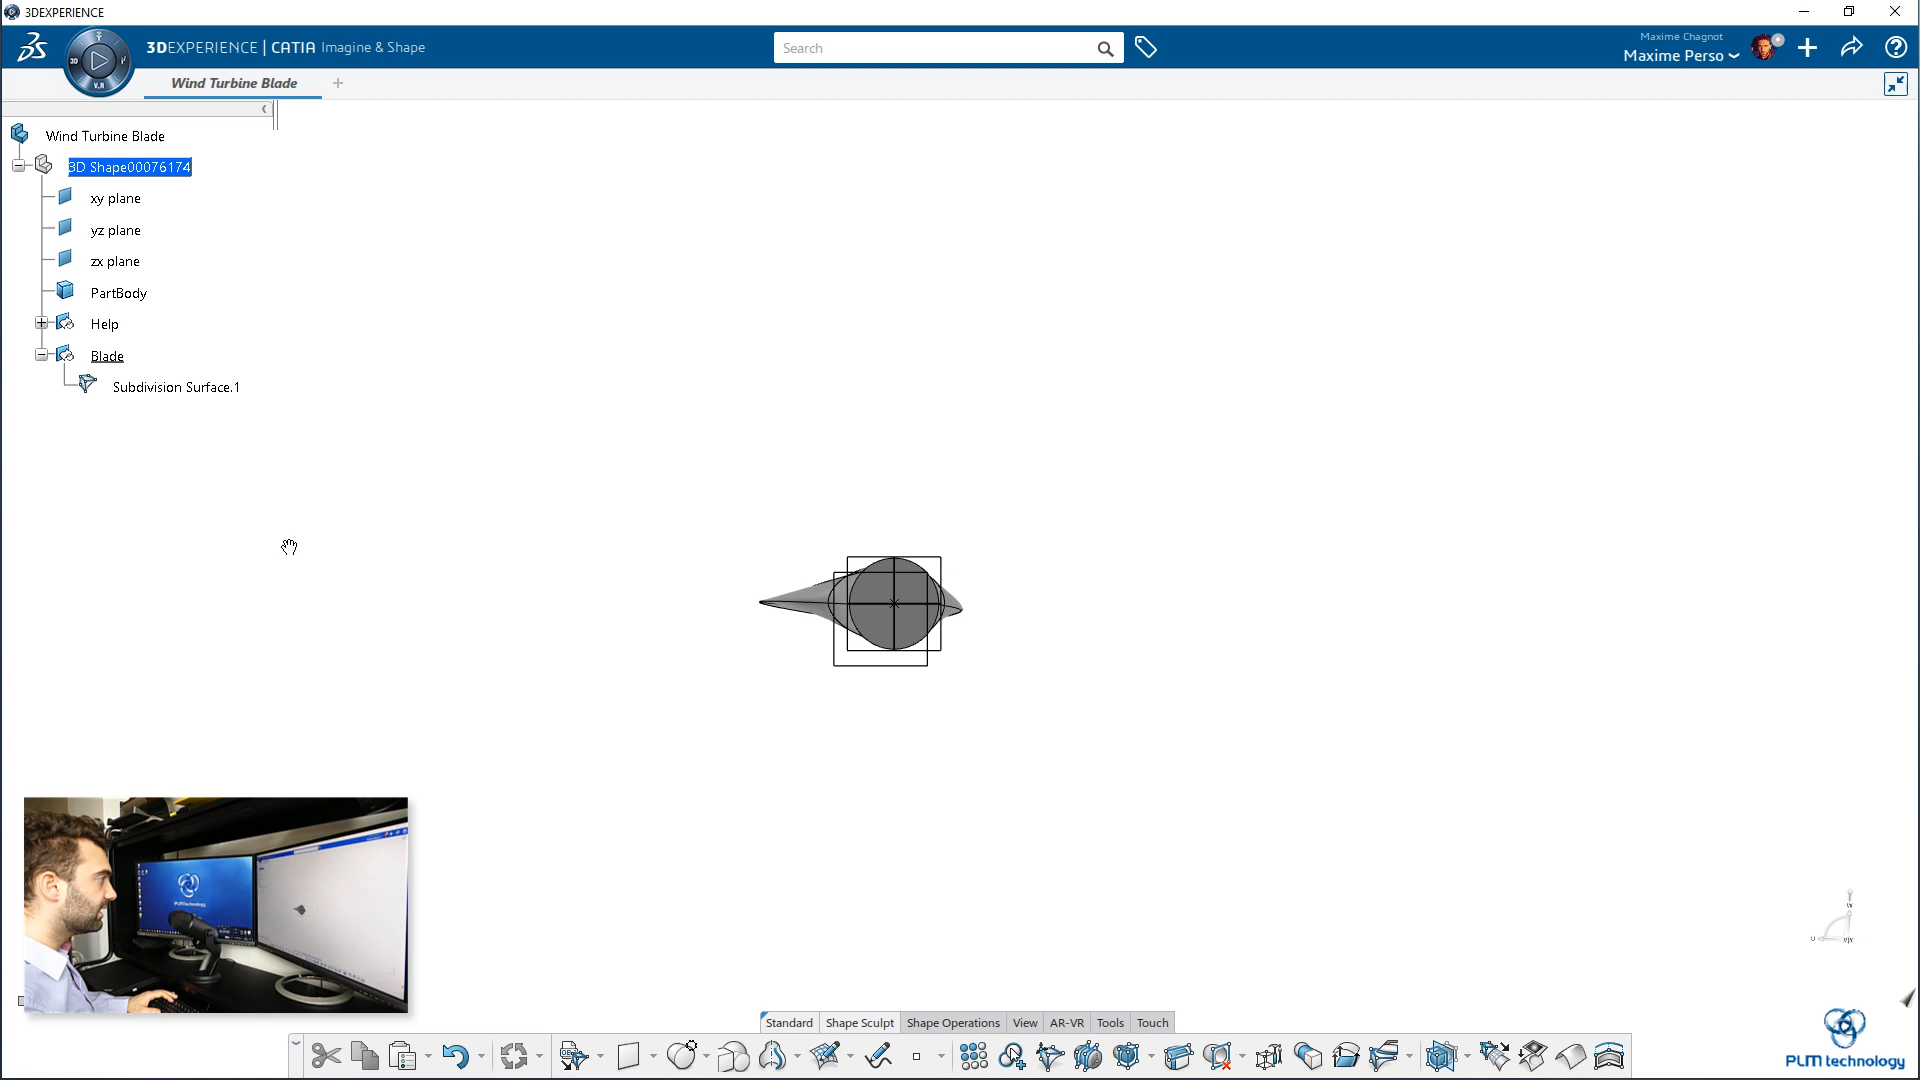 3DEXPERIENCE
3DEXPERIENCE | CATIA Imagine & Shape
Search
Maxime Chagnot
Maxime Perso
3D
V.R
Wind Turbine Blade
Wind Turbine Blade
3D Shape00076174
xy plane
yz plane
zx plane
PartBody
Help
Blade
Subdivision Surface.1
PLMtechnology
Standard
Shape Sculpt
Shape Operations
View
AR-VR
Tools
Touch
PLM technology